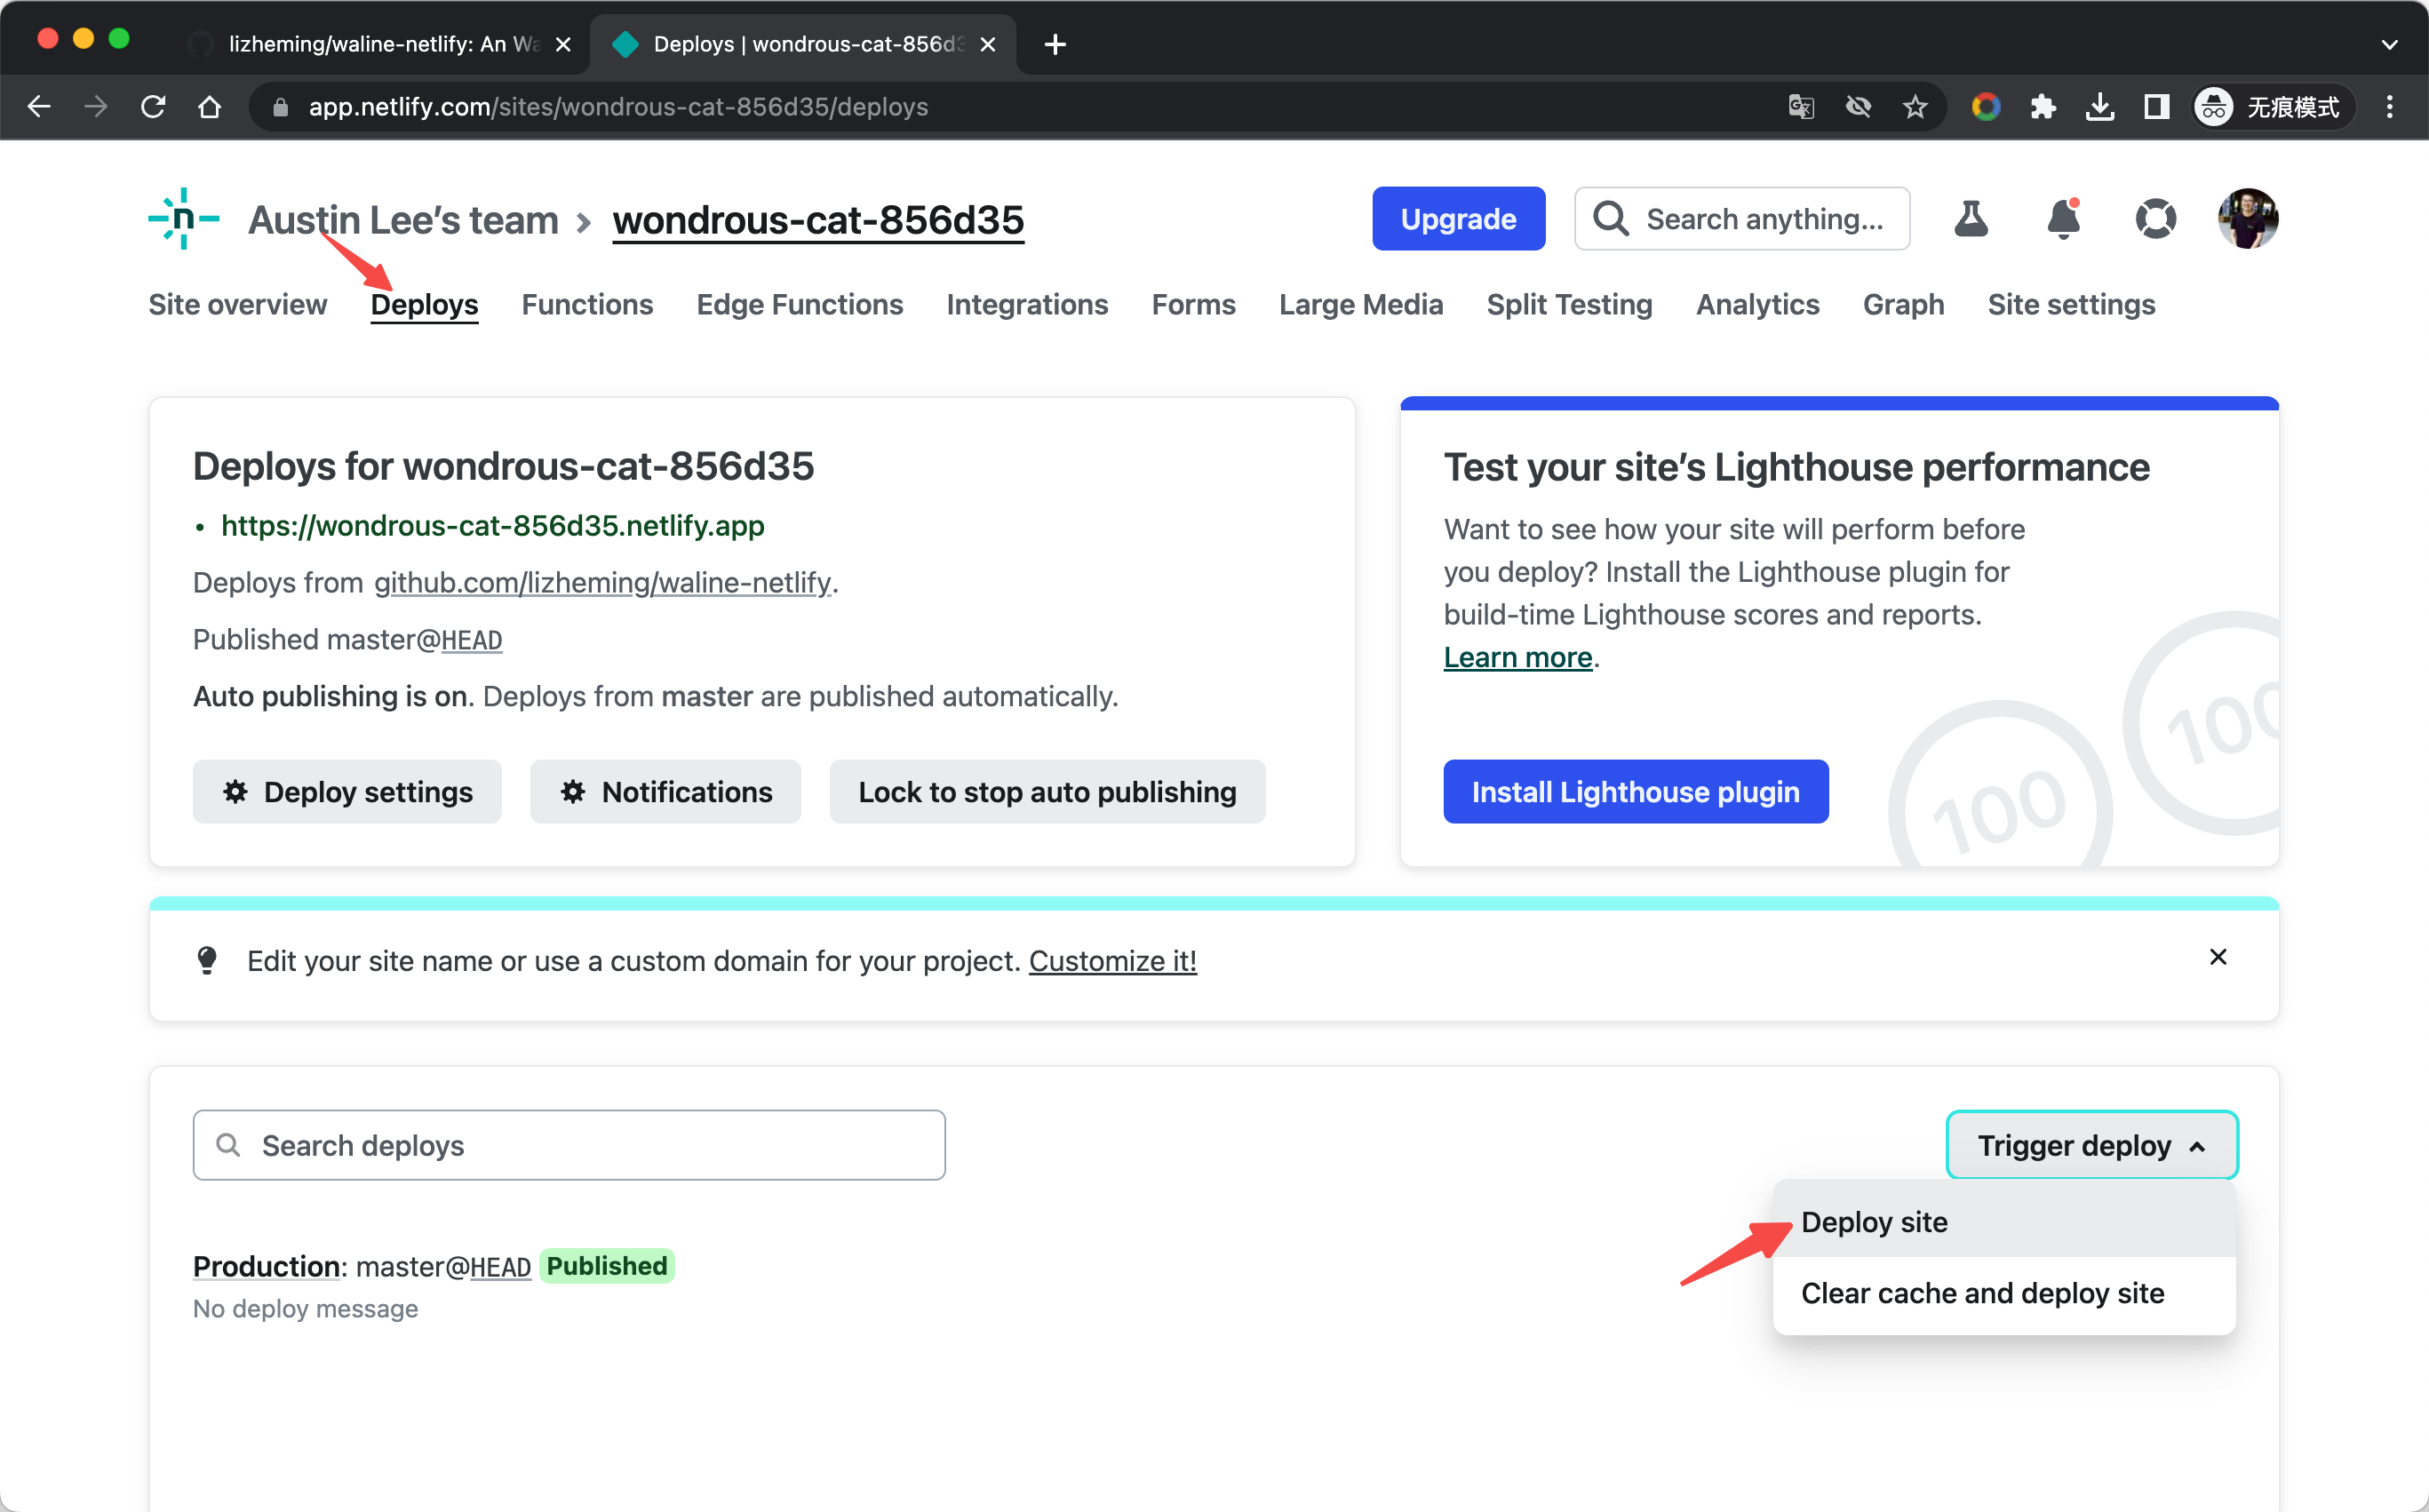 lizheming/waline-netlify: An Wa
Deploys | wondrous-cat-856d3
app.netlify.com/sites/wondrous-cat-856d35/deploys
无痕模式
n
Austin Lee’s team
wondrous-cat-856d35
Upgrade
Search anything...
Site overview
Deploys
Functions
Edge Functions
Integrations
Forms
Large Media
Split Testing
Analytics
Graph
Site settings
Deploys for wondrous-cat-856d35
• https://wondrous-cat-856d35.netlify.app
Deploys from github.com/lizheming/waline-netlify.
Published master@HEAD
Auto publishing is on. Deploys from master are published automatically.
Deploy settings
Notifications
Lock to stop auto publishing
Test your site’s Lighthouse performance
Want to see how your site will perform before
you deploy? Install the Lighthouse plugin for
build-time Lighthouse scores and reports.
Learn more.
Install Lighthouse plugin
100
100
Edit your site name or use a custom domain for your project. Customize it!
Search deploys
Trigger deploy
Deploy site
Clear cache and deploy site
Production: master@HEAD Published
No deploy message